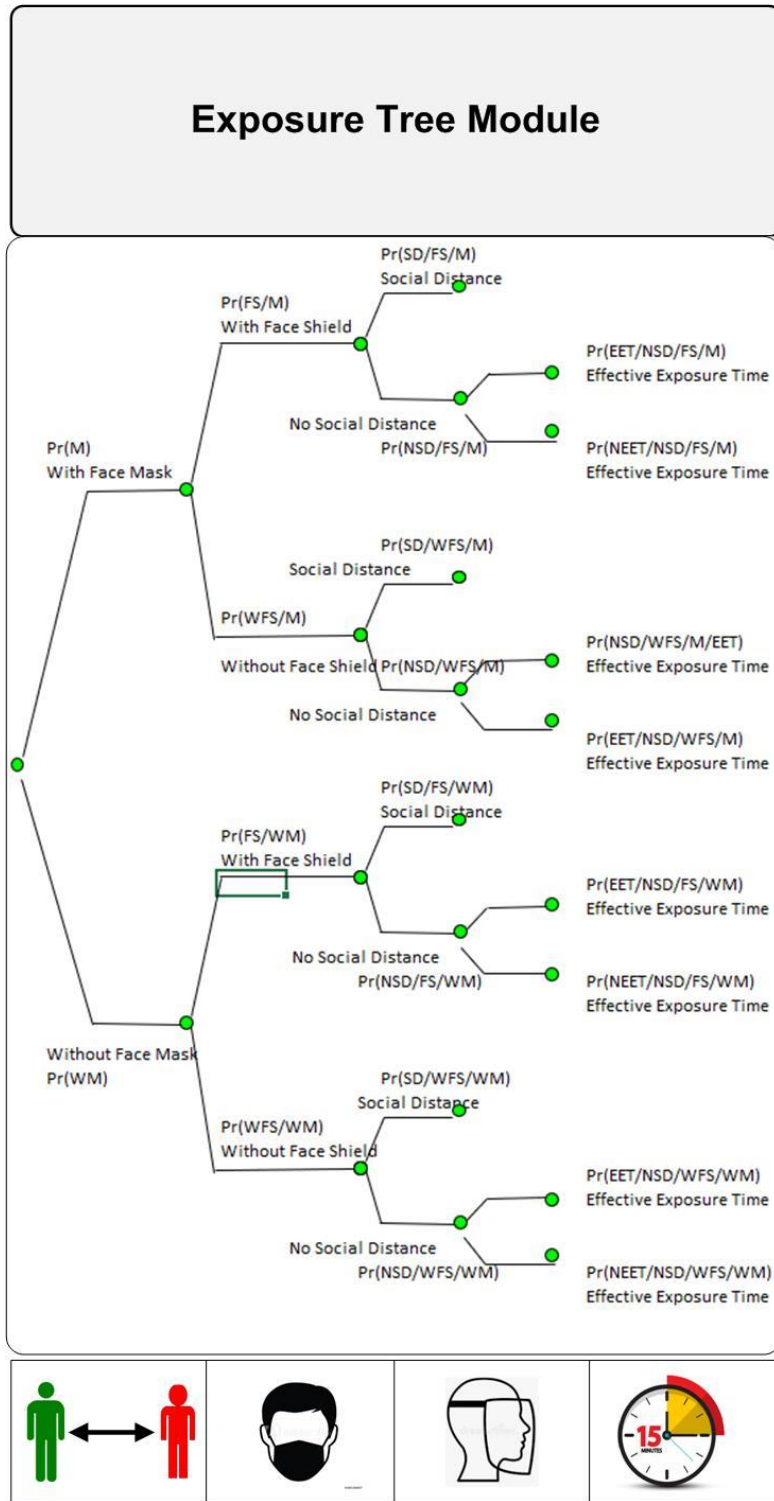 Exposure Tree Module
Pr(SD/FS/M)
Social Distance
Pr(FS/M)
With Face Shield
Pr(EET/NSD/FS/M)
Effective Exposure Time
No Social Distance
Pr(NSD/FS/M)
Pr(NEET/NSD/FS/M)
Effective Exposure Time
Pr(M)
With Face Mask
Pr(SD/WFS/M)
Social Distance
Pr(WFS/M)
Without Face Shield
Pr(NSD/WFS/M)
No Social Distance
Pr(NSD/WFS/M/EET)
Effective Exposure Time
Pr(EET/NSD/WFS/M)
Effective Exposure Time
Pr(SD/FS/WM)
Social Distance
Pr(FS/WM)
With Face Shield
Pr(EET/NSD/FS/WM)
Effective Exposure Time
No Social Distance
Pr(NSD/FS/WM)
Pr(NEET/NSD/FS/WM)
Effective Exposure Time
Without Face Mask
Pr(WM)
Pr(SD/WFS/WM)
Social Distance
Pr(WFS/WM)
Without Face Shield
Pr(EET/NSD/WFS/WM)
Effective Exposure Time
No Social Distance
Pr(NSD/WFS/WM)
Pr(NEET/NSD/WFS/WM)
Effective Exposure Time
15
MINUTES